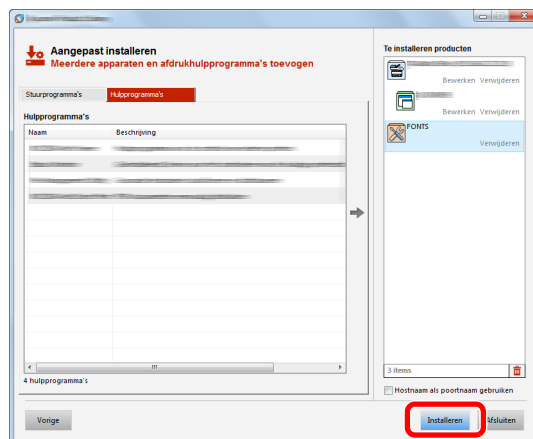 Aangepast installeren
Meerdere apparaten en afdrukhulpprogramma's toevogen
Stuurprogramma's
Hulpprogramma's
Hulpprogramma's
Naam
Beschrijving
4 hulpprogramma's
Te installeren producten
Bewerken Verwijderen
Bewerken Verwijderen
FONTS
Verwijderen
3 items
Hostnaam als poortnaam gebruiken
Vorige
Installeren
Afsluiten